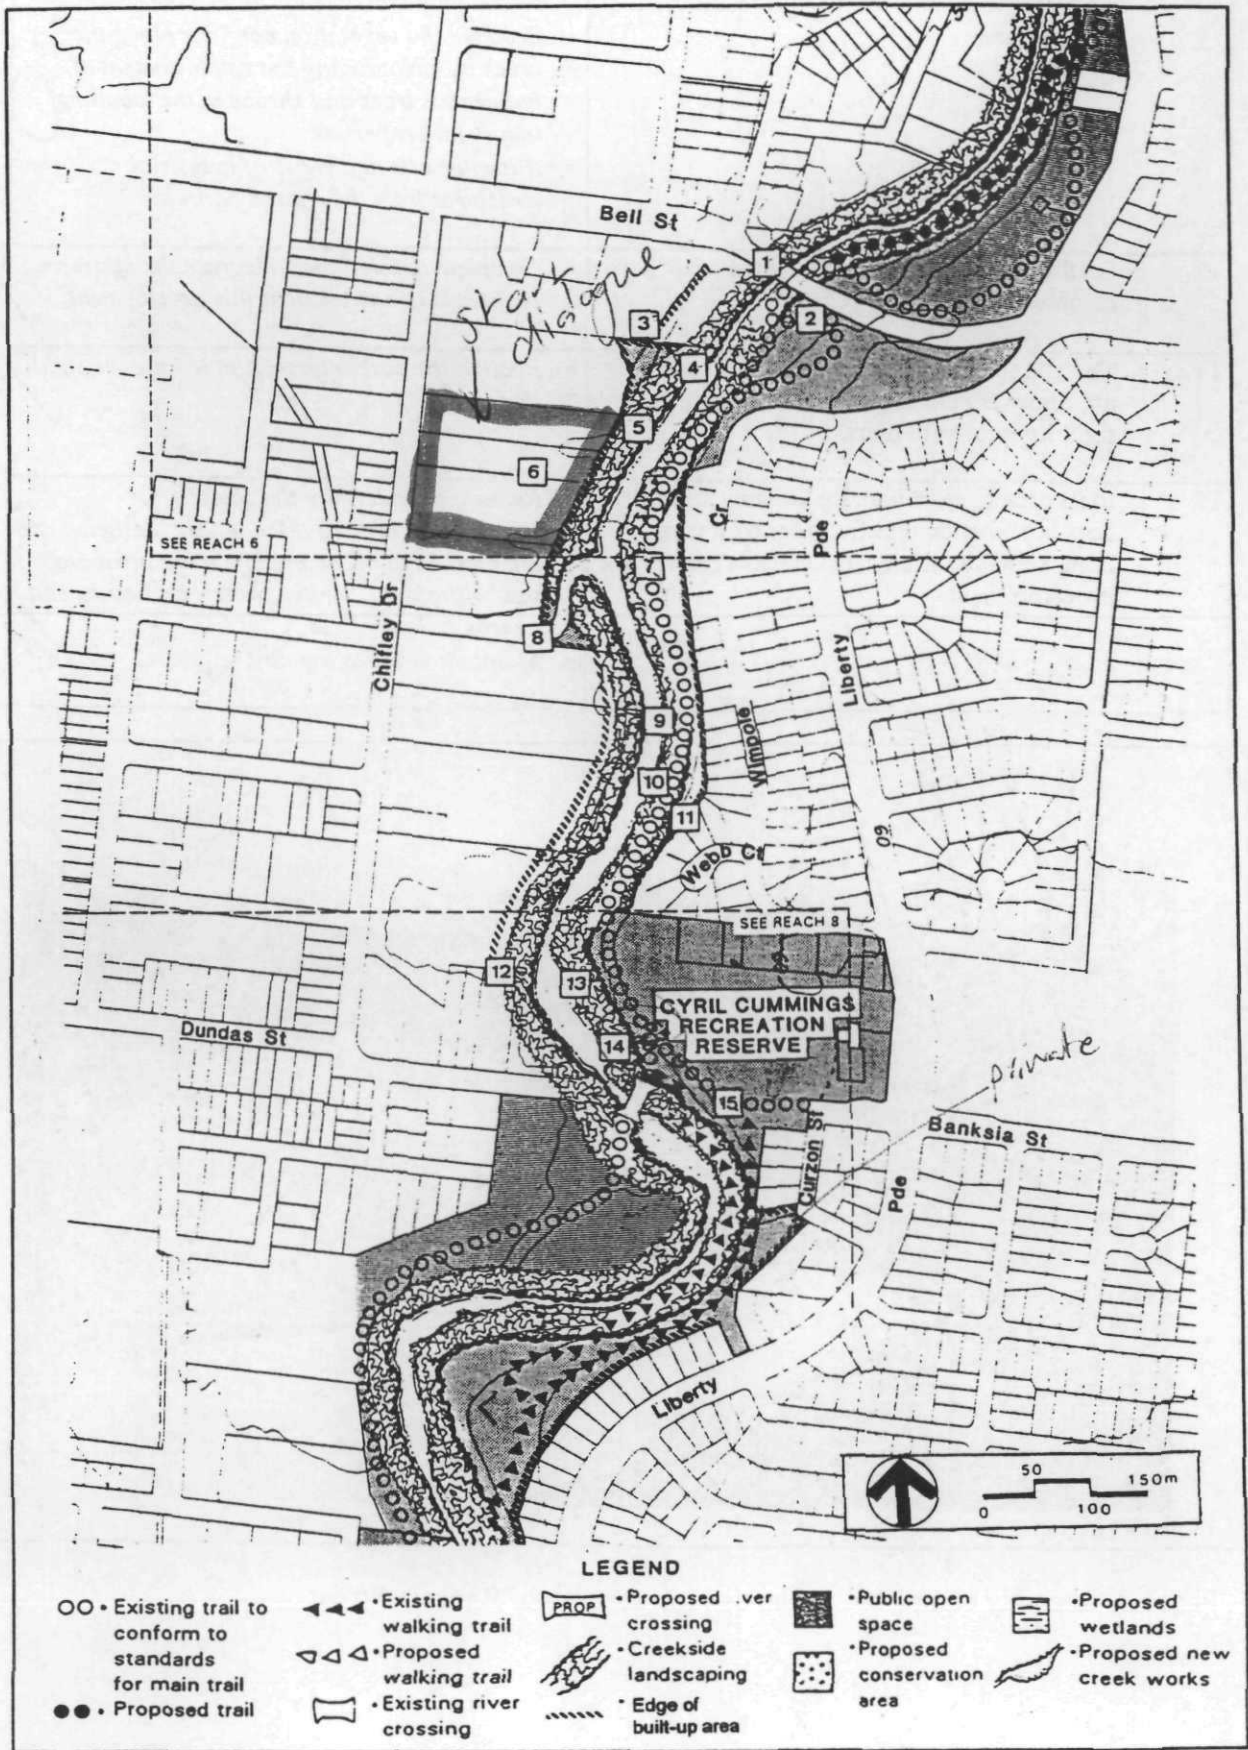 Bell St
1
start
dialogue
2
3
4
5
6
SEE REACH 6
Cr
Pde
7
8
Chifley Dr
Liberty
9
Wimpole
10
11
60
Webb Ct
SEE REACH 8
12
13
60
CYRIL CUMMINGS
RECREATION
RESERVE
Dundas St
14
private
15
Banksia St
Curzon St
Pde
Liberty
50
150m
0
100
LEGEND
• Existing trail to
conform to
standards
for main trail
• Proposed trail
• Existing
walking trail
• Proposed
walking trail
• Existing river
crossing
PROP
• Proposed .ver
crossing
• Creekside
landscaping
• Edge of
built-up area
• Public open
space
• Proposed
conservation
area
• Proposed
wetlands
• Proposed new
creek works